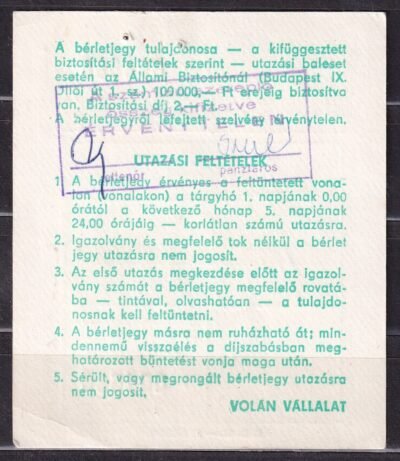 A bérletjegy tulajdonosa — a kifüggesztett
biztosítási feltételek szerint — utazási baleset
esetén az Állami Biztosítónál (Budapest IX.
Üllői út 1. sz.) 109 000,— Ft erejéig biztosítva
van. Biztosítási díj 2,— Ft.
A bérletjegyről lefejtett szelvény érvénytelen.
ÉRVÉNYTELEN
ellenőr
pénztáros
UTAZÁSI FELTÉTELEK
1. A bérletjegy érvényes a feltüntetett vona-
lon (vonalakon) a tárgyhó 1. napjának 0,00
órától a következő hónap 5. napjának
24,00 órájáig — korlátlan számú utazásra.
2. Igazolvány és megfelelő tok nélkül a bérlet
jegy utazásra nem jogosít.
3. Az első utazás megkezdése előtt az igazol-
vány számát a bérletjegy megfelelő rovatá-
ba — tintával, olvashatóan — a tulajdo-
nosnak kell feltüntetni.
4. A bérletjegy másra nem ruházható át; min-
dennemű visszaélés a díjszabásban meg-
határozott büntetést vonja maga után.
5. Sérült, vagy megrongált bérletjegy utazásra
nem jogosít.
VOLÁN VÁLLALAT